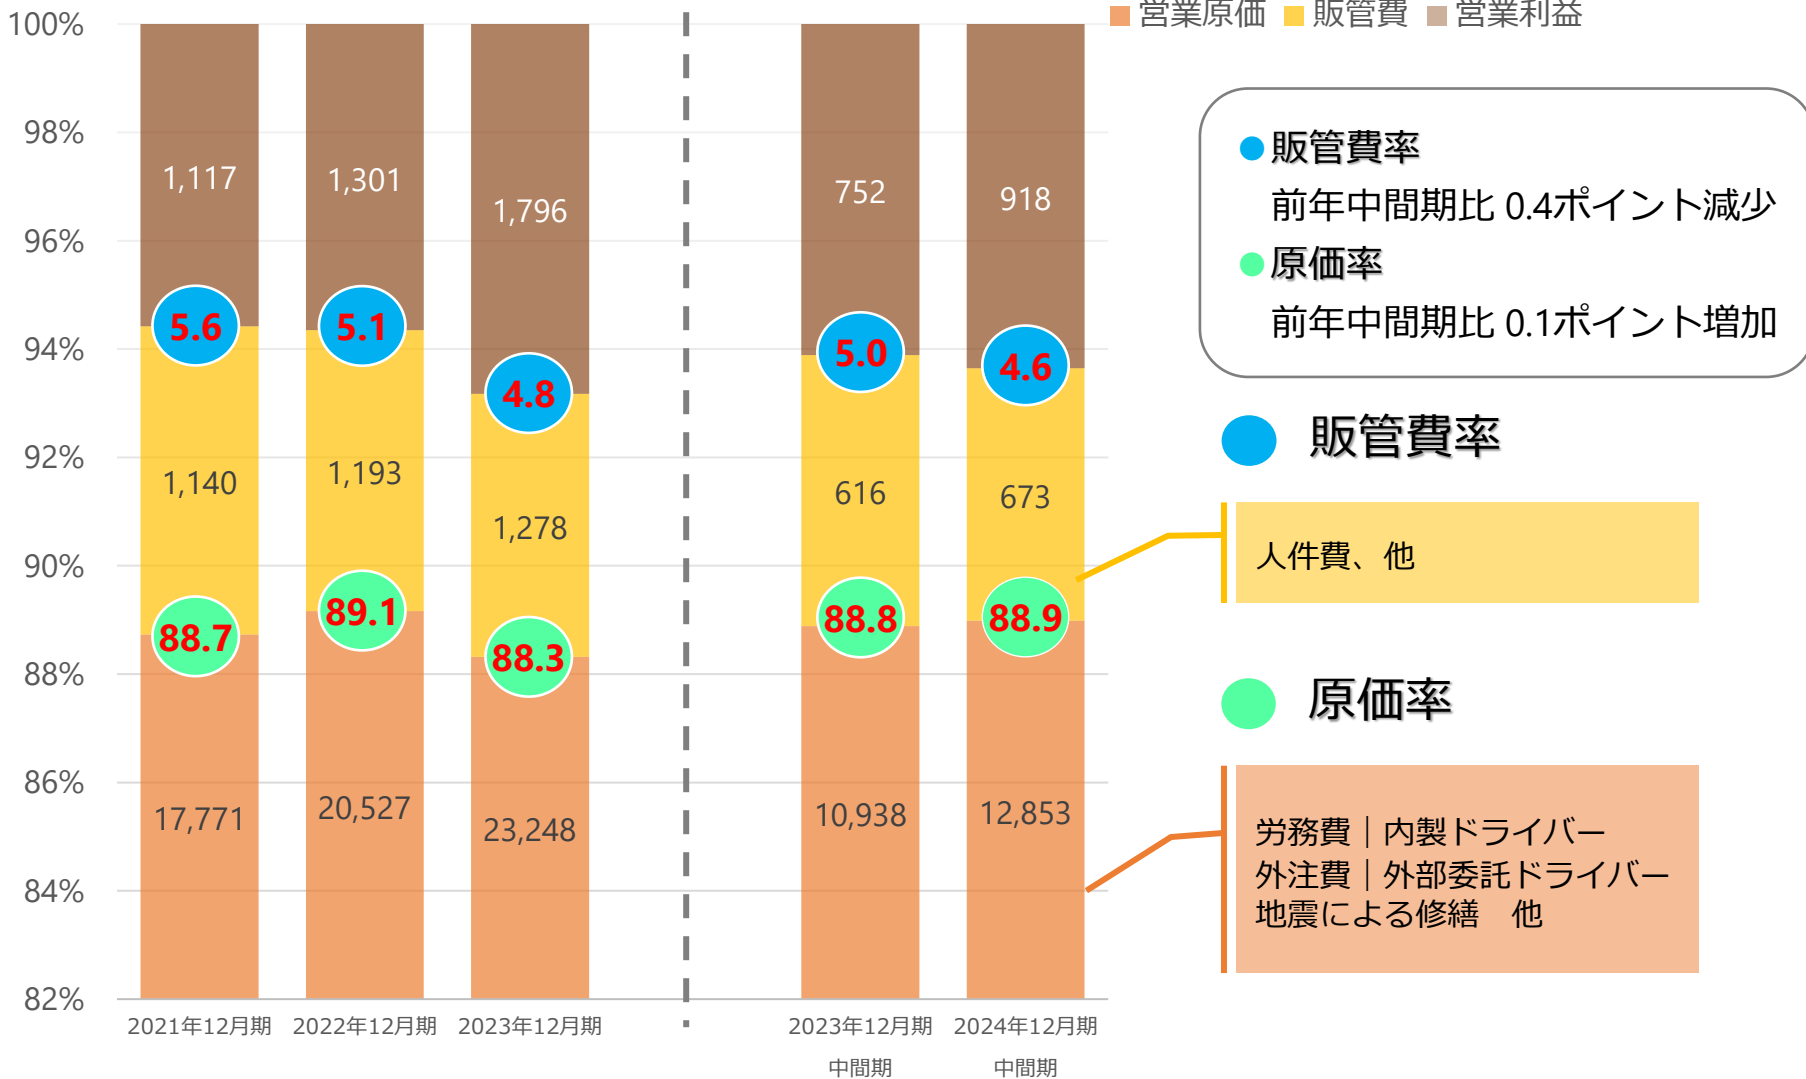 営業原価 販管費 営業利益
100%
98%
96%
94%
92%
90%
88%
86%
84%
82%
1,117
1,301
1,796
752
918
5.6
5.1
4.8
5.0
4.6
1,140
1,193
1,278
616
673
88.7
89.1
88.3
88.8
88.9
17,771
20,527
23,248
10,938
12,853
2021年12月期
2022年12月期
2023年12月期
2023年12月期
中間期
2024年12月期
中間期
販管費率
前年中間期比 0.4ポイント減少
原価率
前年中間期比 0.1ポイント増加
販管費率
人件費、他
原価率
労務費｜内製ドライバー
外注費｜外部委託ドライバー
地震による修繕　他